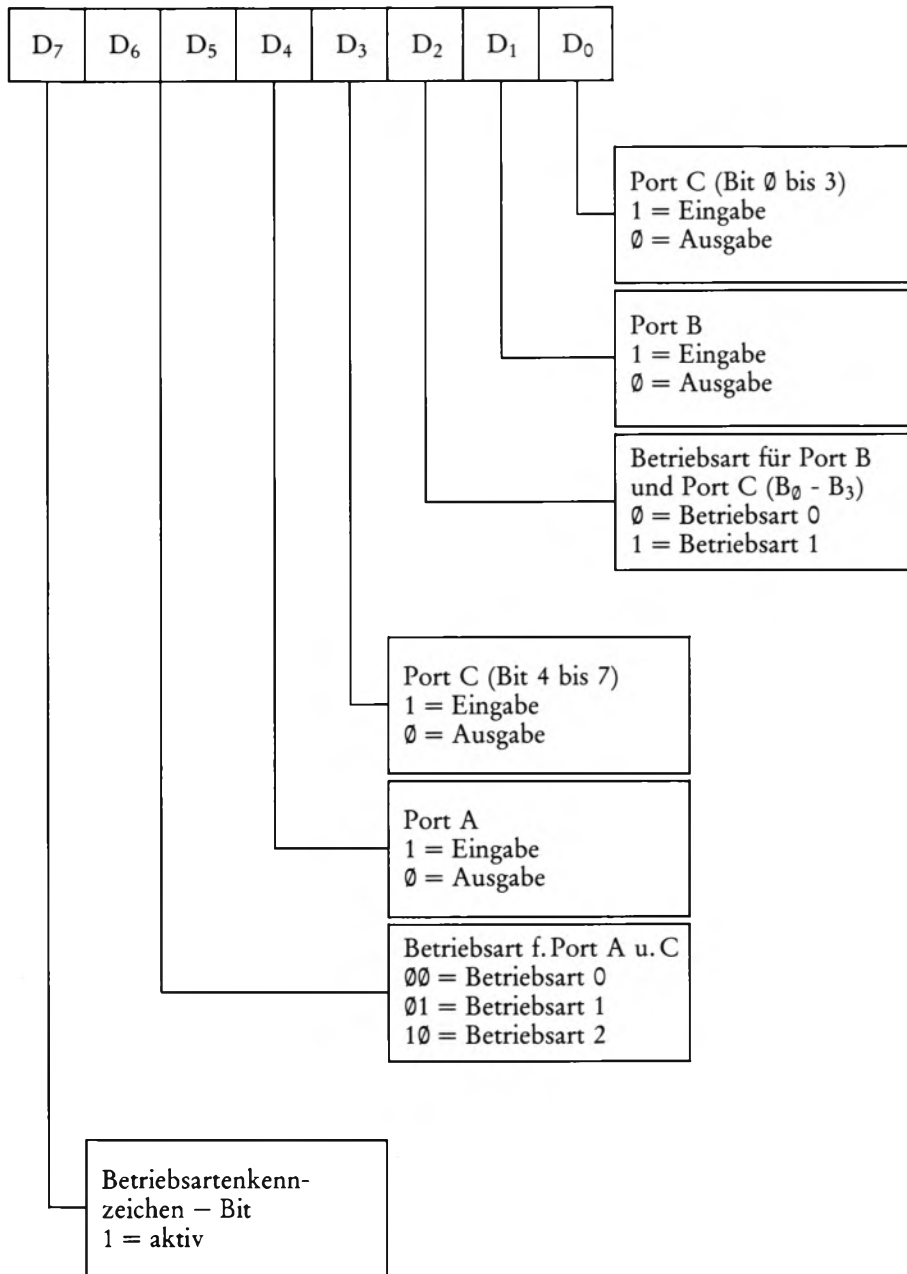 D₇ D₆ D₅ D₄ D₃ D₂ D₁ D₀
Port C (Bit Ø bis 3)
1 = Eingabe
Ø = Ausgabe
Port B
1 = Eingabe
Ø = Ausgabe
Betriebsart für Port B
und Port C (B_Ø - B₃)
Ø = Betriebsart 0
1 = Betriebsart 1
Port C (Bit 4 bis 7)
1 = Eingabe
Ø = Ausgabe
Port A
1 = Eingabe
Ø = Ausgabe
Betriebsart f. Port A u. C
ØØ = Betriebsart 0
Ø1 = Betriebsart 1
1Ø = Betriebsart 2
Betriebsartenkenn-
zeichen – Bit
1 = aktiv